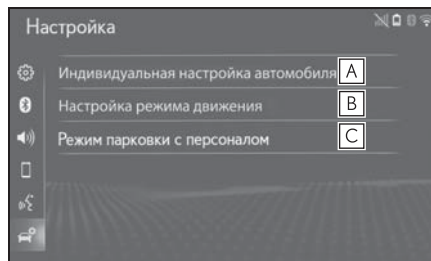 Настройка
Индивидуальная настройка автомобиля A
Настройка режима движения B
Режим парковки с персоналом C